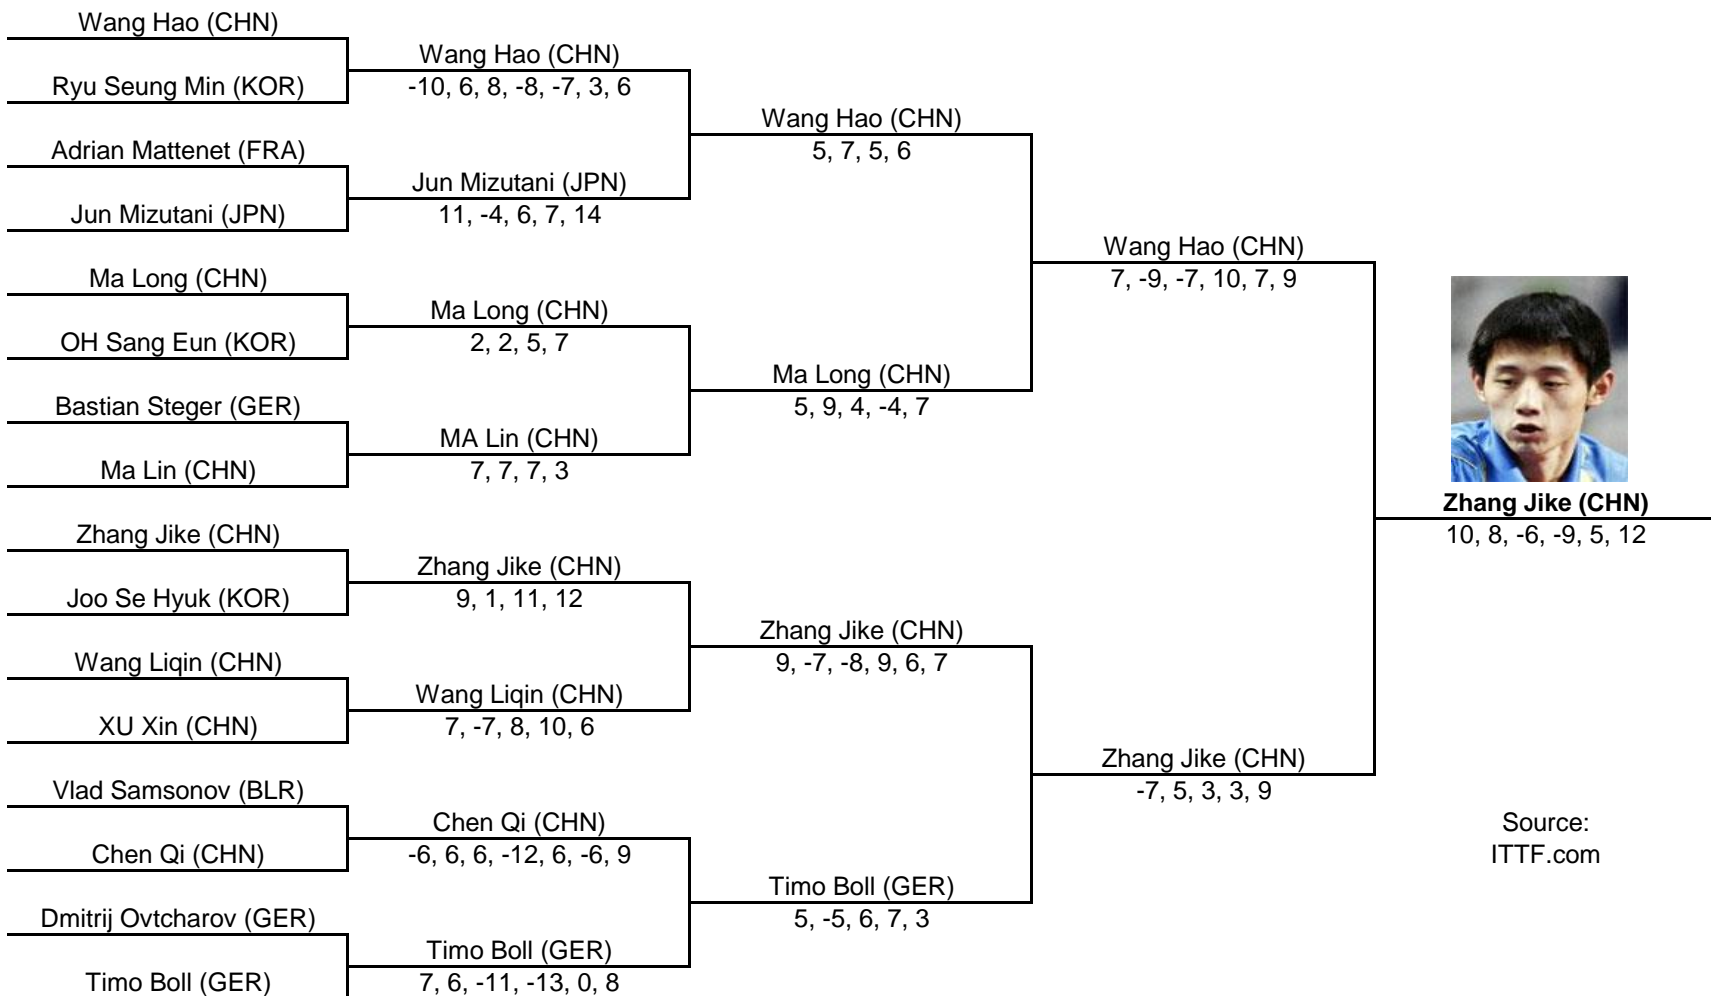 Wang Hao (CHN)
Ryu Seung Min (KOR)
Adrian Mattenet (FRA)
Jun Mizutani (JPN)
Ma Long (CHN)
OH Sang Eun (KOR)
Bastian Steger (GER)
Ma Lin (CHN)
Zhang Jike (CHN)
Joo Se Hyuk (KOR)
Wang Liqin (CHN)
XU Xin (CHN)
Vlad Samsonov (BLR)
Chen Qi (CHN)
Dmitrij Ovtcharov (GER)
Timo Boll (GER)
Wang Hao (CHN)
-10, 6, 8, -8, -7, 3, 6
Jun Mizutani (JPN)
11, -4, 6, 7, 14
Ma Long (CHN)
2, 2, 5, 7
MA Lin (CHN)
7, 7, 7, 3
Zhang Jike (CHN)
9, 1, 11, 12
Wang Liqin (CHN)
7, -7, 8, 10, 6
Chen Qi (CHN)
-6, 6, 6, -12, 6, -6, 9
Timo Boll (GER)
7, 6, -11, -13, 0, 8
Wang Hao (CHN)
5, 7, 5, 6
Ma Long (CHN)
5, 9, 4, -4, 7
Zhang Jike (CHN)
9, -7, -8, 9, 6, 7
Timo Boll (GER)
5, -5, 6, 7, 3
Wang Hao (CHN)
7, -9, -7, 10, 7, 9
Zhang Jike (CHN)
-7, 5, 3, 3, 9
Zhang Jike (CHN)
10, 8, -6, -9, 5, 12
Source:
ITTF.com